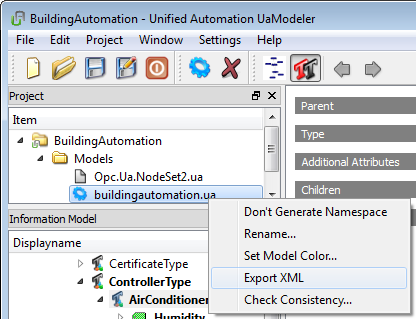 BuildingAutomation - Unified Automation UaModeler
File Edit Project Window Settings Help
Project
Item
BuildingAutomation
Models
Opc.Ua.NodeSet2.ua
buildingautomation.ua
Information Model
Displayname
CertificateType
ControllerType
AirConditioner
Humidity
Parent
Type
Additional Attributes
Children
Don't Generate Namespace
Rename...
Set Model Color...
Export XML
Check Consistency...